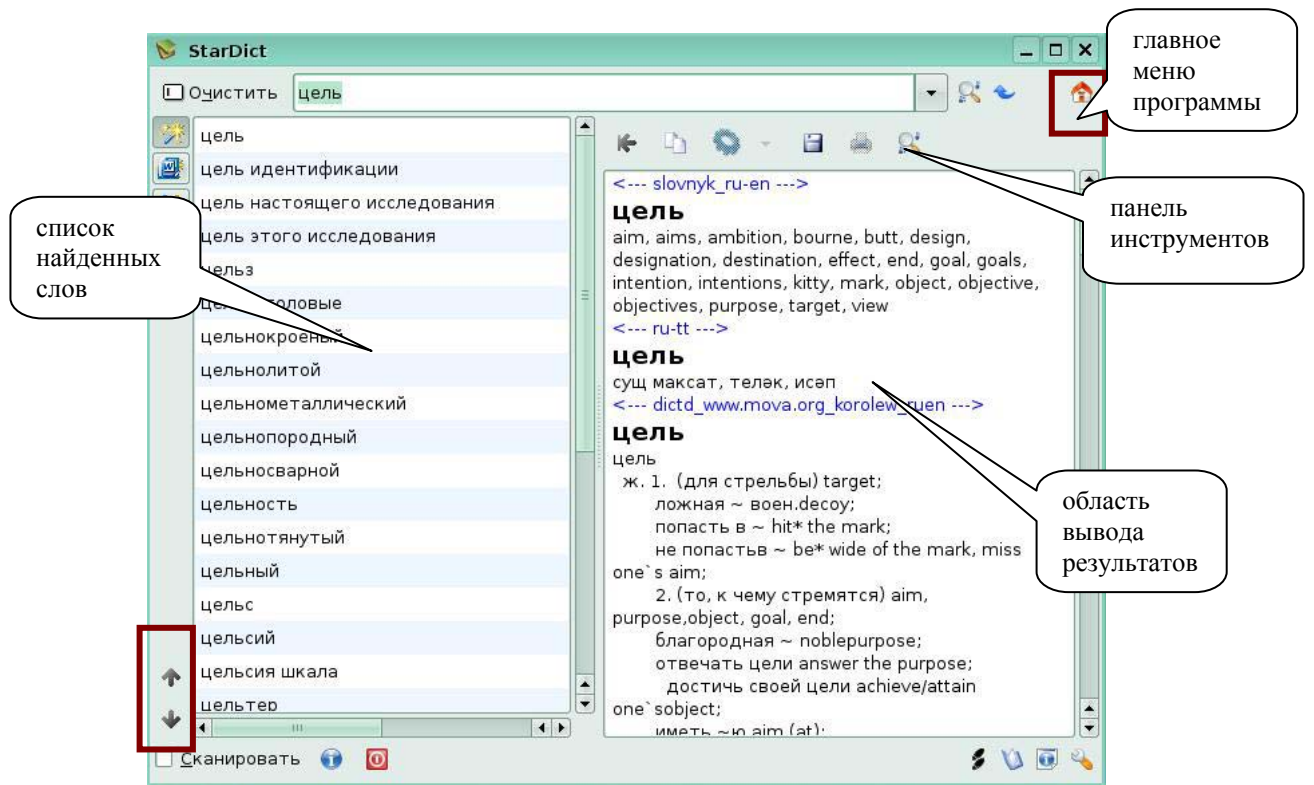 StarDict
главное
меню
программы
Очистить
цель
цель
цель идентификации
цель настоящего исследования
цель этого исследования
цельнокроеный
цельнолитой
цельнометаллический
цельнопородный
цельносварной
цельность
цельнотянутый
цельный
цельс
цельсий
цельсия шкала
цельтер
список
найденных
слов
<--- slovnyk_ru-en --->
цель
aim, aims, ambition, bourne, butt, design,
designation, destination, effect, end, goal, goals,
intention, intentions, kitty, mark, object, objective,
objectives, purpose, target, view
<--- ru-tt --->
цель
сущ максат, теләк, исәп
<--- dictd_www.mova.org_korolew_ruen --->
цель
цель
ж. 1. (для стрельбы) target;
ложная ~ воен.decoy;
попасть в ~ hit* the mark;
не попастьв ~ be* wide of the mark, miss
one`s aim;
2. (то, к чему стремятся) aim,
purpose,object, goal, end;
благородная ~ noblepurpose;
отвечать цели answer the purpose;
достичь своей цели achieve/attain
one`sobject;
иметь ~ю aim (at):
панель
инструментов
область
вывода
результатов
Сканировать